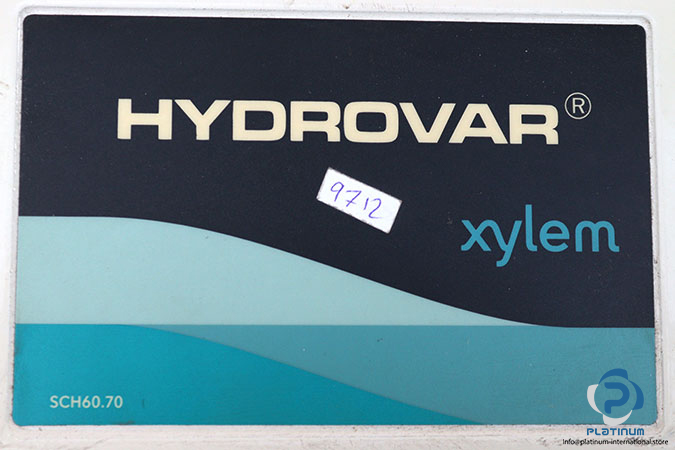 HYDROVAR®
9712
xylem
SCH60.70
PLATINUM
info@platinum-international.store